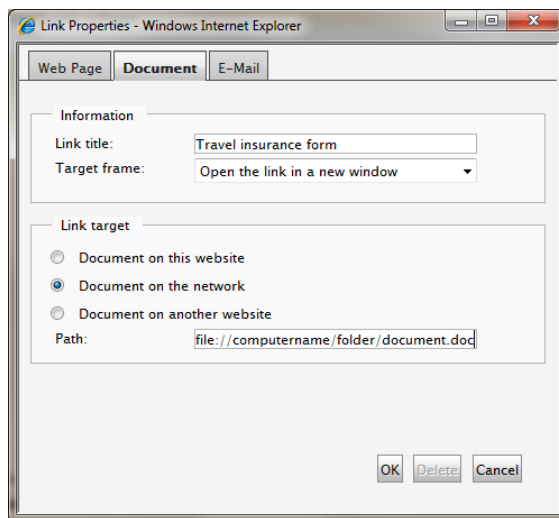 Link Properties - Windows Internet Explorer
Web Page Document E-Mail
Information
Link title: Travel insurance form
Target frame: Open the link in a new window
Link target
Document on this website
Document on the network
Document on another website
Path: file://computername/folder/document.doc
OK Delete Cancel